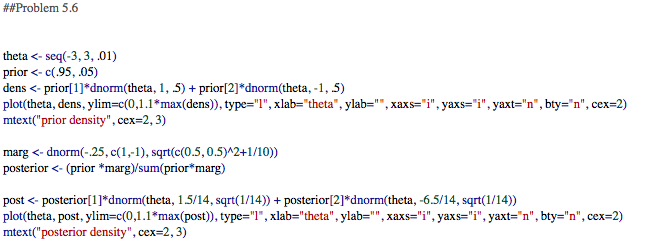 ##Problem 5.6
theta <- seq(-3, 3, .01)
prior <- c(.95, .05)
dens <- prior[1]*dnorm(theta, 1, .5) + prior[2]*dnorm(theta, -1, .5)
plot(theta, dens, ylim=c(0,1.1*max(dens)), type="l", xlab="theta", ylab="", xaxs="i", yaxs="i", yaxt="n", bty="n", cex=2)
mtext("prior density", cex=2, 3)
marg <- dnorm(-.25, c(1,-1), sqrt(c(0.5, 0.5)^2+1/10))
posterior <- (prior *marg)/sum(prior*marg)
post <- posterior[1]*dnorm(theta, 1.5/14, sqrt(1/14)) + posterior[2]*dnorm(theta, -6.5/14, sqrt(1/14))
plot(theta, post, ylim=c(0,1.1*max(post)), type="l", xlab="theta", ylab="", xaxs="i", yaxs="i", yaxt="n", bty="n", cex=2)
mtext("posterior density", cex=2, 3)